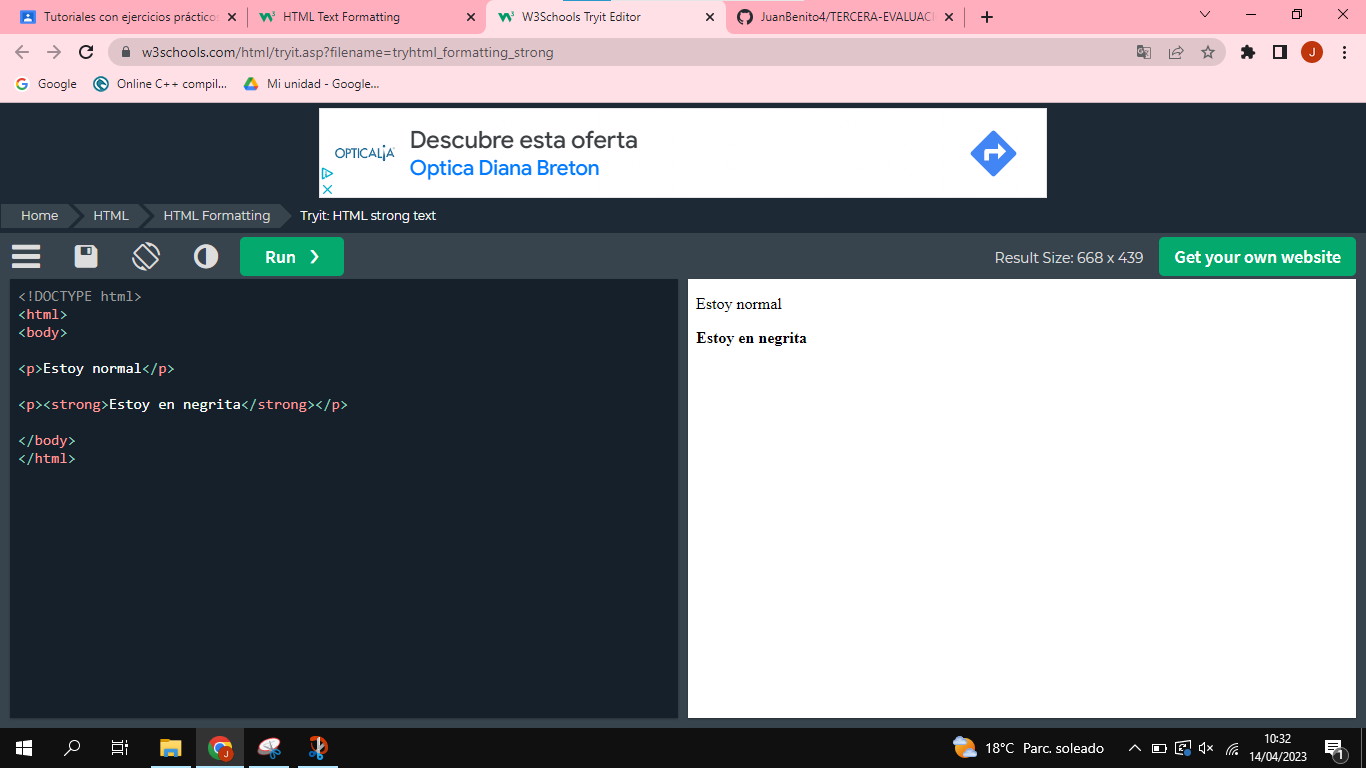 Tutoriales con ejercicios práctico
HTML Text Formatting
W3Schools Tryit Editor
JuanBenito4/TERCERA-EVALUAC
w3schools.com/html/tryit.asp?filename=tryhtml_formatting_strong
J
Google
Online C++ compil...
Mi unidad - Google...
OPTICALIA
Descubre esta oferta
Optica Diana Breton
Home
HTML
HTML Formatting
Tryit: HTML strong text
Run ❯
Result Size: 668 x 439
Get your own website
<!DOCTYPE html>
<html>
<body>
<p>Estoy normal</p>
<p><strong>Estoy en negrita</strong></p>
</body>
</html>
Estoy normal
Estoy en negrita
18°C Parc. soleado
10:32
14/04/2023
1